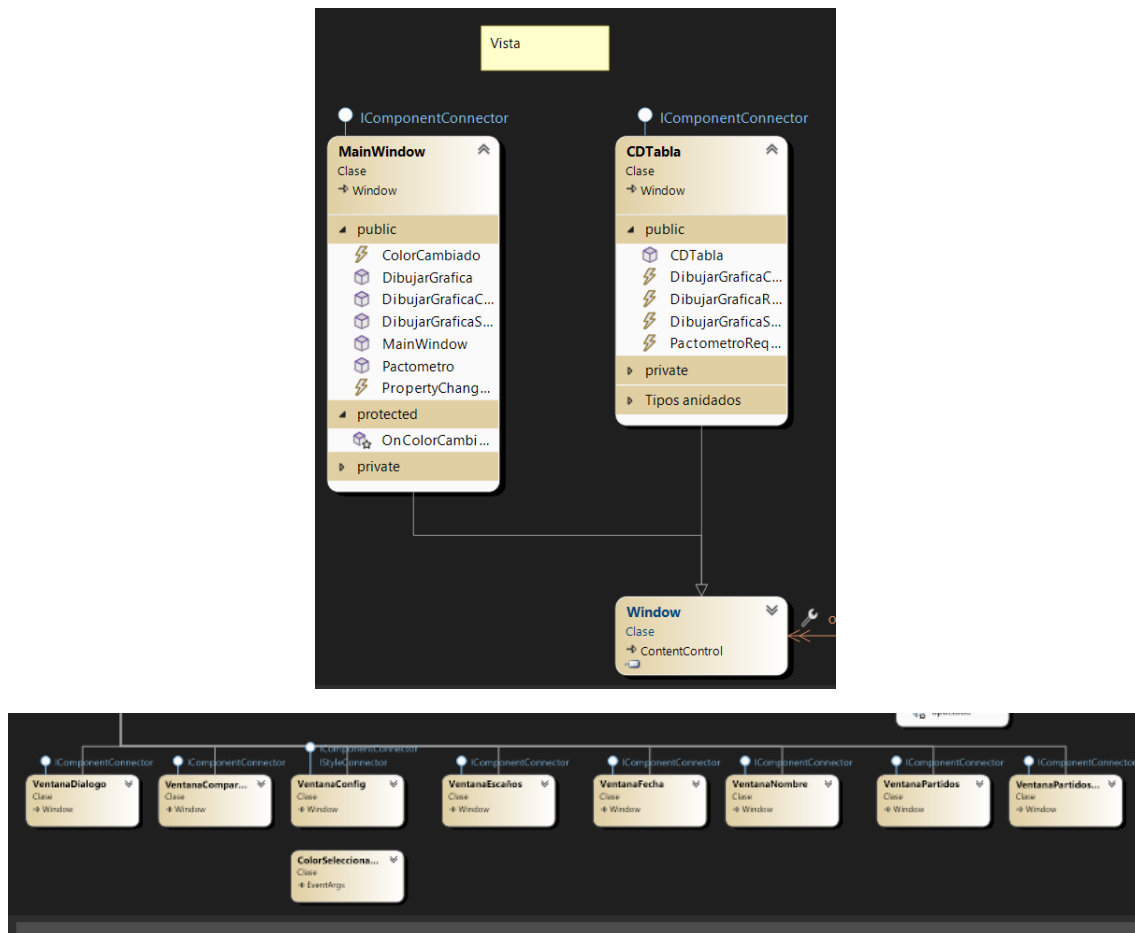 Vista
IComponentConnector
MainWindow
Clase
Window
public
ColorCambiado
DibujarGrafica
DibujarGraficaC...
DibujarGraficaS...
MainWindow
Pactometro
PropertyChang...
protected
OnColorCambi...
private
IComponentConnector
CDTabla
Clase
Window
public
CDTabla
DibujarGraficaC...
DibujarGraficaR...
DibujarGraficaS...
PactometroReq...
private
Tipos anidados
Window
Clase
ContentControl
IComponentConnector
VentanaDialogo
Clase
Window
IComponentConnector
VentanaCompar...
Clase
Window
IComponentConnector
IStyleConnector
VentanaConfig
Clase
Window
IComponentConnector
VentanaEscaños
Clase
Window
IComponentConnector
VentanaFecha
Clase
Window
IComponentConnector
VentanaNombre
Clase
Window
IComponentConnector
VentanaPartidos
Clase
Window
IComponentConnector
VentanaPartidos...
Clase
Window
ColorSelecciona...
Clase
EventArgs